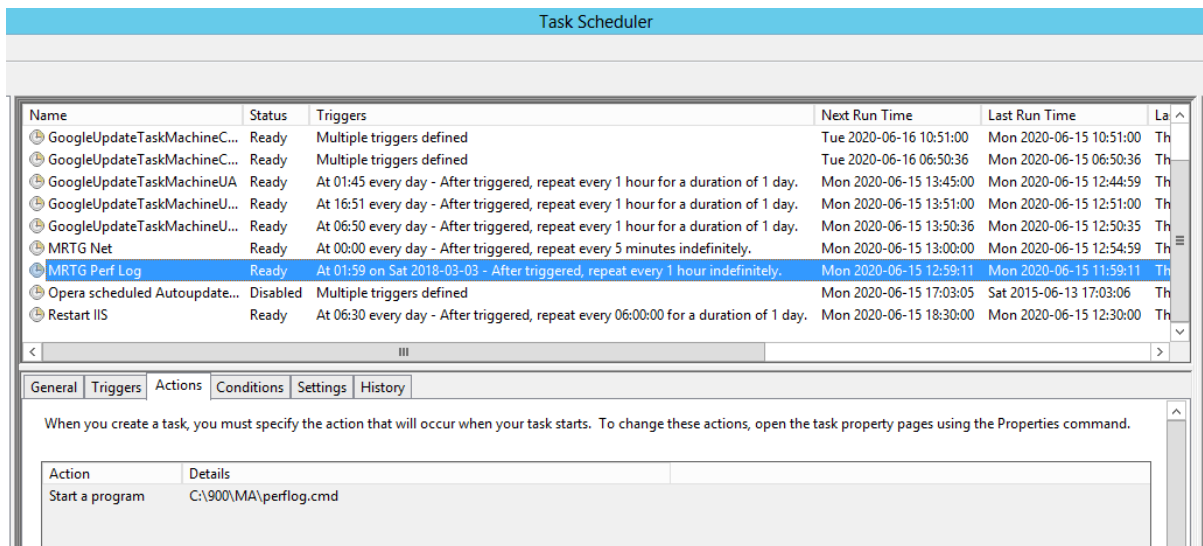 Task Scheduler
Name Status Triggers Next Run Time Last Run Time La
GoogleUpdateTaskMachineC... Ready Multiple triggers defined Tue 2020-06-16 10:51:00 Mon 2020-06-15 10:51:00 Th
GoogleUpdateTaskMachineC... Ready Multiple triggers defined Tue 2020-06-16 06:50:36 Mon 2020-06-15 06:50:36 Th
GoogleUpdateTaskMachineUA Ready At 01:45 every day - After triggered, repeat every 1 hour for a duration of 1 day. Mon 2020-06-15 13:45:00 Mon 2020-06-15 12:44:59 Th
GoogleUpdateTaskMachineU... Ready At 16:51 every day - After triggered, repeat every 1 hour for a duration of 1 day. Mon 2020-06-15 13:51:00 Mon 2020-06-15 12:51:00 Th
GoogleUpdateTaskMachineU... Ready At 06:50 every day - After triggered, repeat every 1 hour for a duration of 1 day. Mon 2020-06-15 13:50:36 Mon 2020-06-15 12:50:35 Th
MRTG Net Ready At 00:00 every day - After triggered, repeat every 5 minutes indefinitely. Mon 2020-06-15 13:00:00 Mon 2020-06-15 12:54:59 Th
MRTG Perf Log Ready At 01:59 on Sat 2018-03-03 - After triggered, repeat every 1 hour indefinitely. Mon 2020-06-15 12:59:11 Mon 2020-06-15 11:59:11 Th
Opera scheduled Autoupdate... Disabled Multiple triggers defined Mon 2020-06-15 17:03:05 Sat 2015-06-13 17:03:06 Th
Restart IIS Ready At 06:30 every day - After triggered, repeat every 06:00:00 for a duration of 1 day. Mon 2020-06-15 18:30:00 Mon 2020-06-15 12:30:00 Th
General Triggers Actions Conditions Settings History
When you create a task, you must specify the action that will occur when your task starts. To change these actions, open the task property pages using the Properties command.
Action Details
Start a program C:\900\MA\perflog.cmd